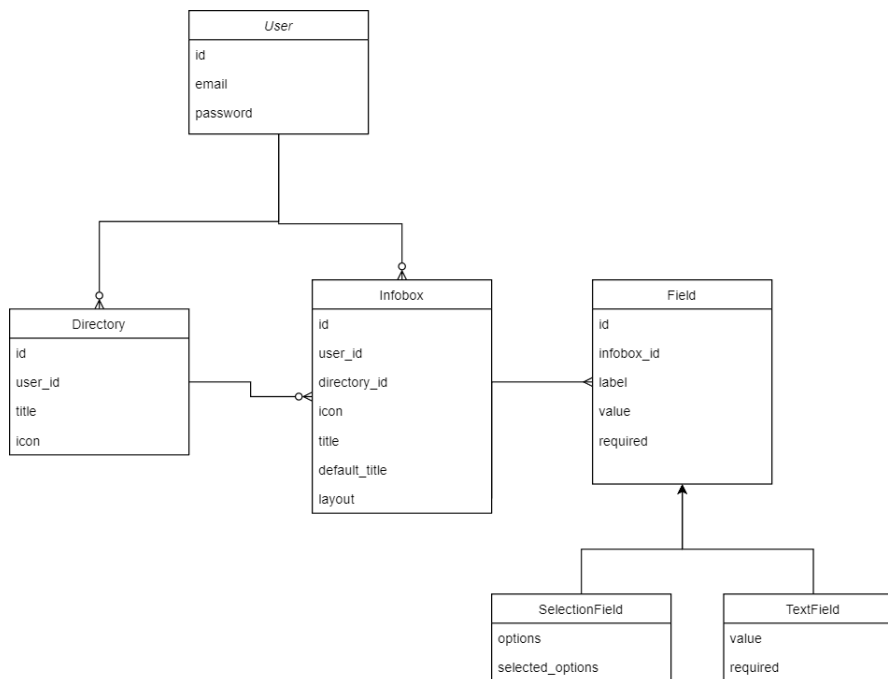 User
id
email
password
Directory
id
user_id
title
icon
Infobox
id
user_id
directory_id
icon
title
default_title
layout
Field
id
infobox_id
label
value
required
SelectionField
options
selected_options
TextField
value
required